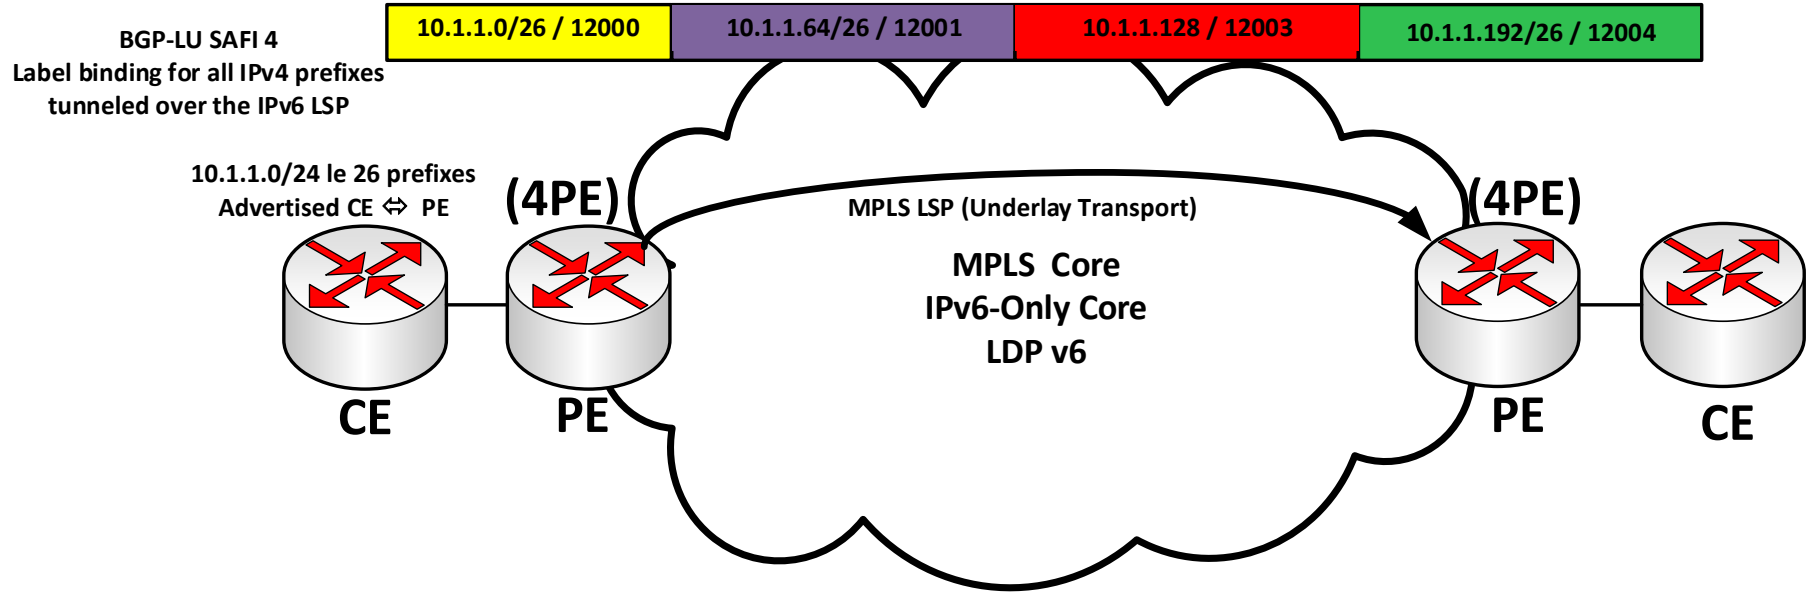 BGP-LU SAFI 4
Label binding for all IPv4 prefixes
tunneled over the IPv6 LSP
10.1.1.0/26 / 12000
10.1.1.64/26 / 12001
10.1.1.128 / 12003
10.1.1.192/26 / 12004
10.1.1.0/24 le 26 prefixes
Advertised CE ⇔ PE
(4PE)
MPLS LSP (Underlay Transport)
(4PE)
MPLS Core
IPv6-Only Core
LDP v6
CE
PE
PE
CE